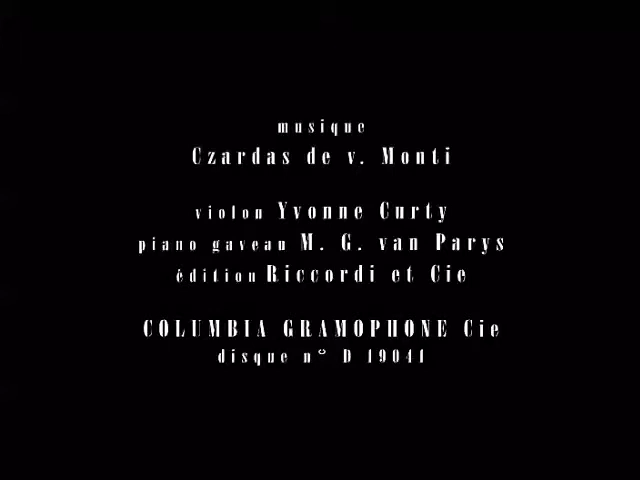 musique
Czardas de v. Monti
violon Yvonne Curty
piano gaveau M. G. van Parys
édition Riccordi et Cie
COLUMBIA GRAMOPHONE Cie
disque n° D 19041